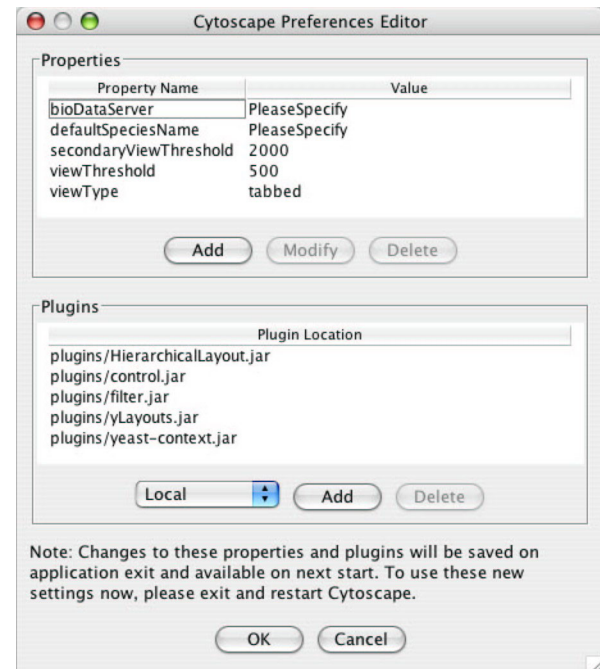 Cytoscape Preferences Editor
Properties
Property Name Value
bioDataServer PleaseSpecify
defaultSpeciesName PleaseSpecify
secondaryViewThreshold 2000
viewThreshold 500
viewType tabbed
Add Modify Delete
Plugins
Plugin Location
plugins/HierarchicalLayout.jar
plugins/control.jar
plugins/filter.jar
plugins/yLayouts.jar
plugins/yeast-context.jar
Local Add Delete
Note: Changes to these properties and plugins will be saved on
application exit and available on next start. To use these new
settings now, please exit and restart Cytoscape.
OK Cancel